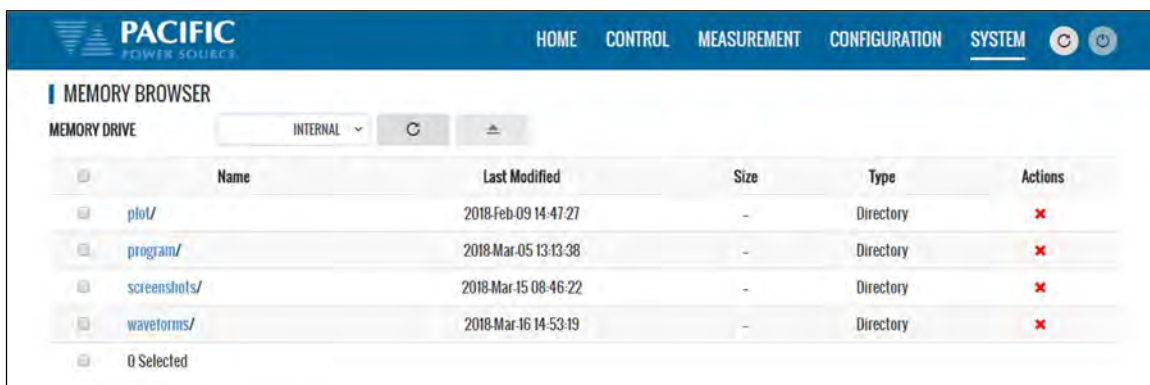 PACIFIC
POWER SOURCE
HOME CONTROL MEASUREMENT CONFIGURATION SYSTEM
MEMORY BROWSER
MEMORY DRIVE INTERNAL
Name Last Modified Size Type Actions
plot/ 2018-Feb-09 14:47:27 - Directory
program/ 2018-Mar-05 13:13:38 - Directory
screenshots/ 2018-Mar-15 08:46:22 - Directory
waveforms/ 2018-Mar-16 14:53:19 - Directory
0 Selected